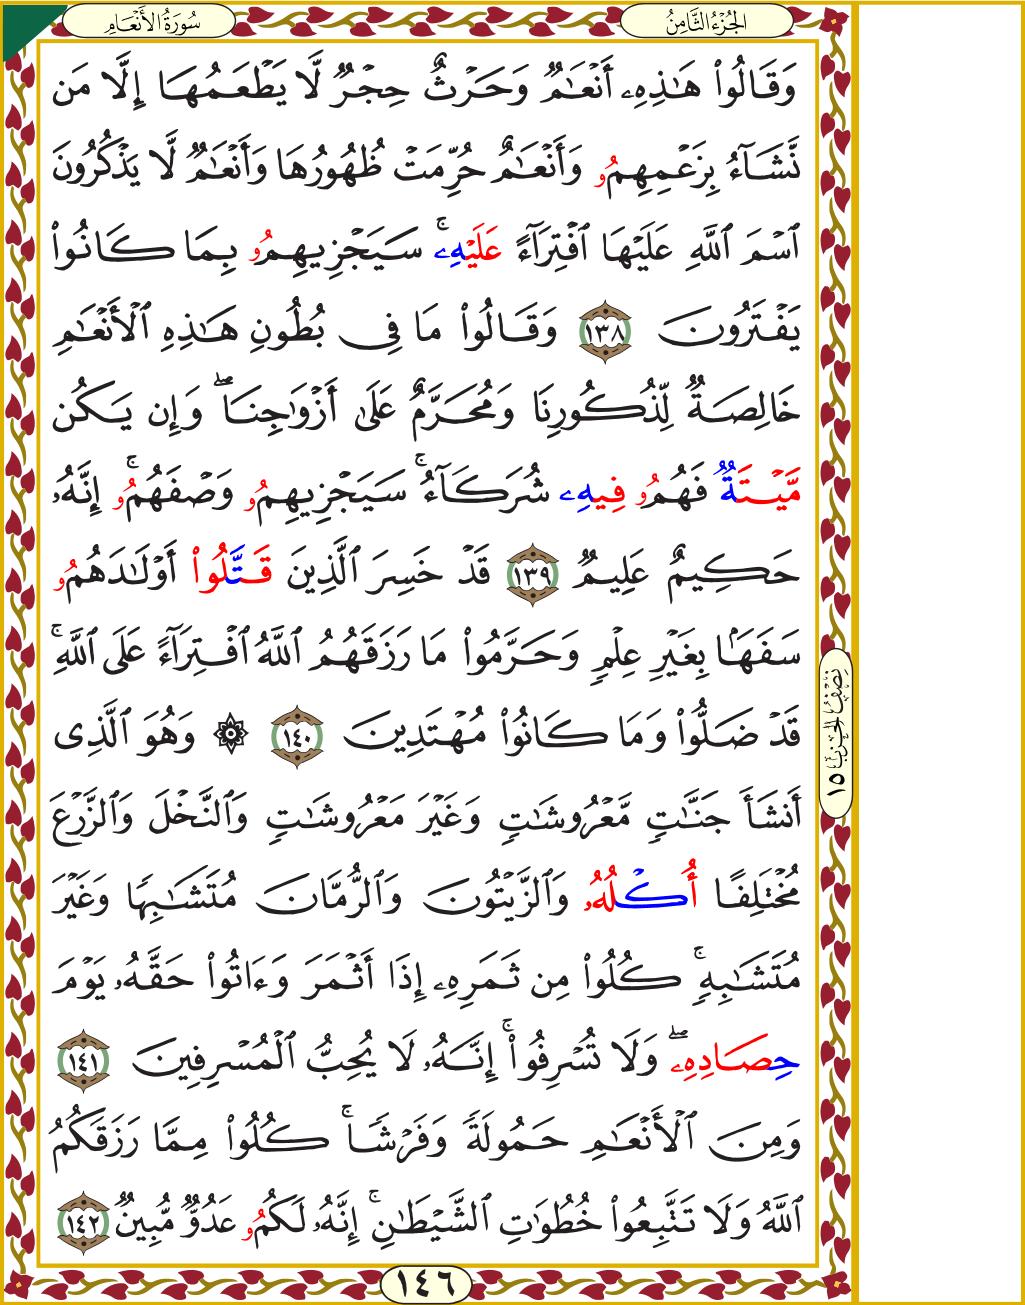 سُورَةُ الأَنْعَامِ
الجُزْءُ الثَّامِنُ
وَقَالُوا۟ هَـٰذِهِۦٓ أَنْعَـٰمٌ وَحَرْثٌ حِجْرٌ لَّا يَطْعَمُهَا إِلَّا مَن
نَّشَآءُ بِزَعْمِهِمُۥ وَأَنْعَـٰمٌ حُرِّمَتْ ظُهُورُهَا وَأَنْعَـٰمٌ لَّا يَذْكُرُونَ
ٱسْمَ ٱللَّهِ عَلَيْهَا ٱفْتِرَآءً عَلَيْهِۦۚ سَيَجْزِيهِمُۥ بِمَا كَانُوا۟
يَفْتَرُونَ ١٣٨ وَقَالُوا۟ مَا فِى بُطُونِ هَـٰذِهِ ٱلْأَنْعَـٰمِ
خَالِصَةٌ لِّذُكُورِنَا وَمُحَرَّمٌ عَلَىٰ أَزْوَٰجِنَاۖ وَإِن يَكُن
مَّيْتَةٌ فَهُمُۥ فِيهِۦ شُرَكَآءُۚ سَيَجْزِيهِمُۥ وَصْفَهُمُۥۚ إِنَّهُۥ
حَكِيمٌ عَلِيمٌ ١٣٩ قَدْ خَسِرَ ٱلَّذِينَ قَتَّلُوا۟ أَوْلَـٰدَهُمُۥ
سَفَهًۢا بِغَيْرِ عِلْمٍ وَحَرَّمُوا۟ مَا رَزَقَهُمُ ٱللَّهُ ٱفْتِرَآءً عَلَى ٱللَّهِۚ
قَدْ ضَلُّوا۟ وَمَا كَانُوا۟ مُهْتَدِينَ ١٤٠ ۞ وَهُوَ ٱلَّذِى
نِصْفُ الحِزْب ١٥
أَنشَأَ جَنَّـٰتٍ مَّعْرُوشَـٰتٍ وَغَيْرَ مَعْرُوشَـٰتٍ وَٱلنَّخْلَ وَٱلزَّرْعَ
مُخْتَلِفًا أُكْلُهُۥ وَٱلزَّيْتُونَ وَٱلرُّمَّانَ مُتَشَـٰبِهًا وَغَيْرَ
مُتَشَـٰبِهٍۚ كُلُوا۟ مِن ثَمَرِهِۦ إِذَا أَثْمَرَ وَءَاتُوا۟ حَقَّهُۥ يَوْمَ
حِصَادِهِۦۖ وَلَا تُسْرِفُوا۟ۚ إِنَّهُۥ لَا يُحِبُّ ٱلْمُسْرِفِينَ ١٤١
وَمِنَ ٱلْأَنْعَـٰمِ حَمُولَةً وَفَرْشًاۚ كُلُوا۟ مِمَّا رَزَقَكُمُ
ٱللَّهُ وَلَا تَتَّبِعُوا۟ خُطُوَٰتِ ٱلشَّيْطَـٰنِۚ إِنَّهُۥ لَكُمُۥ عَدُوٌّ مُّبِينٌ ١٤٢
١٤٦